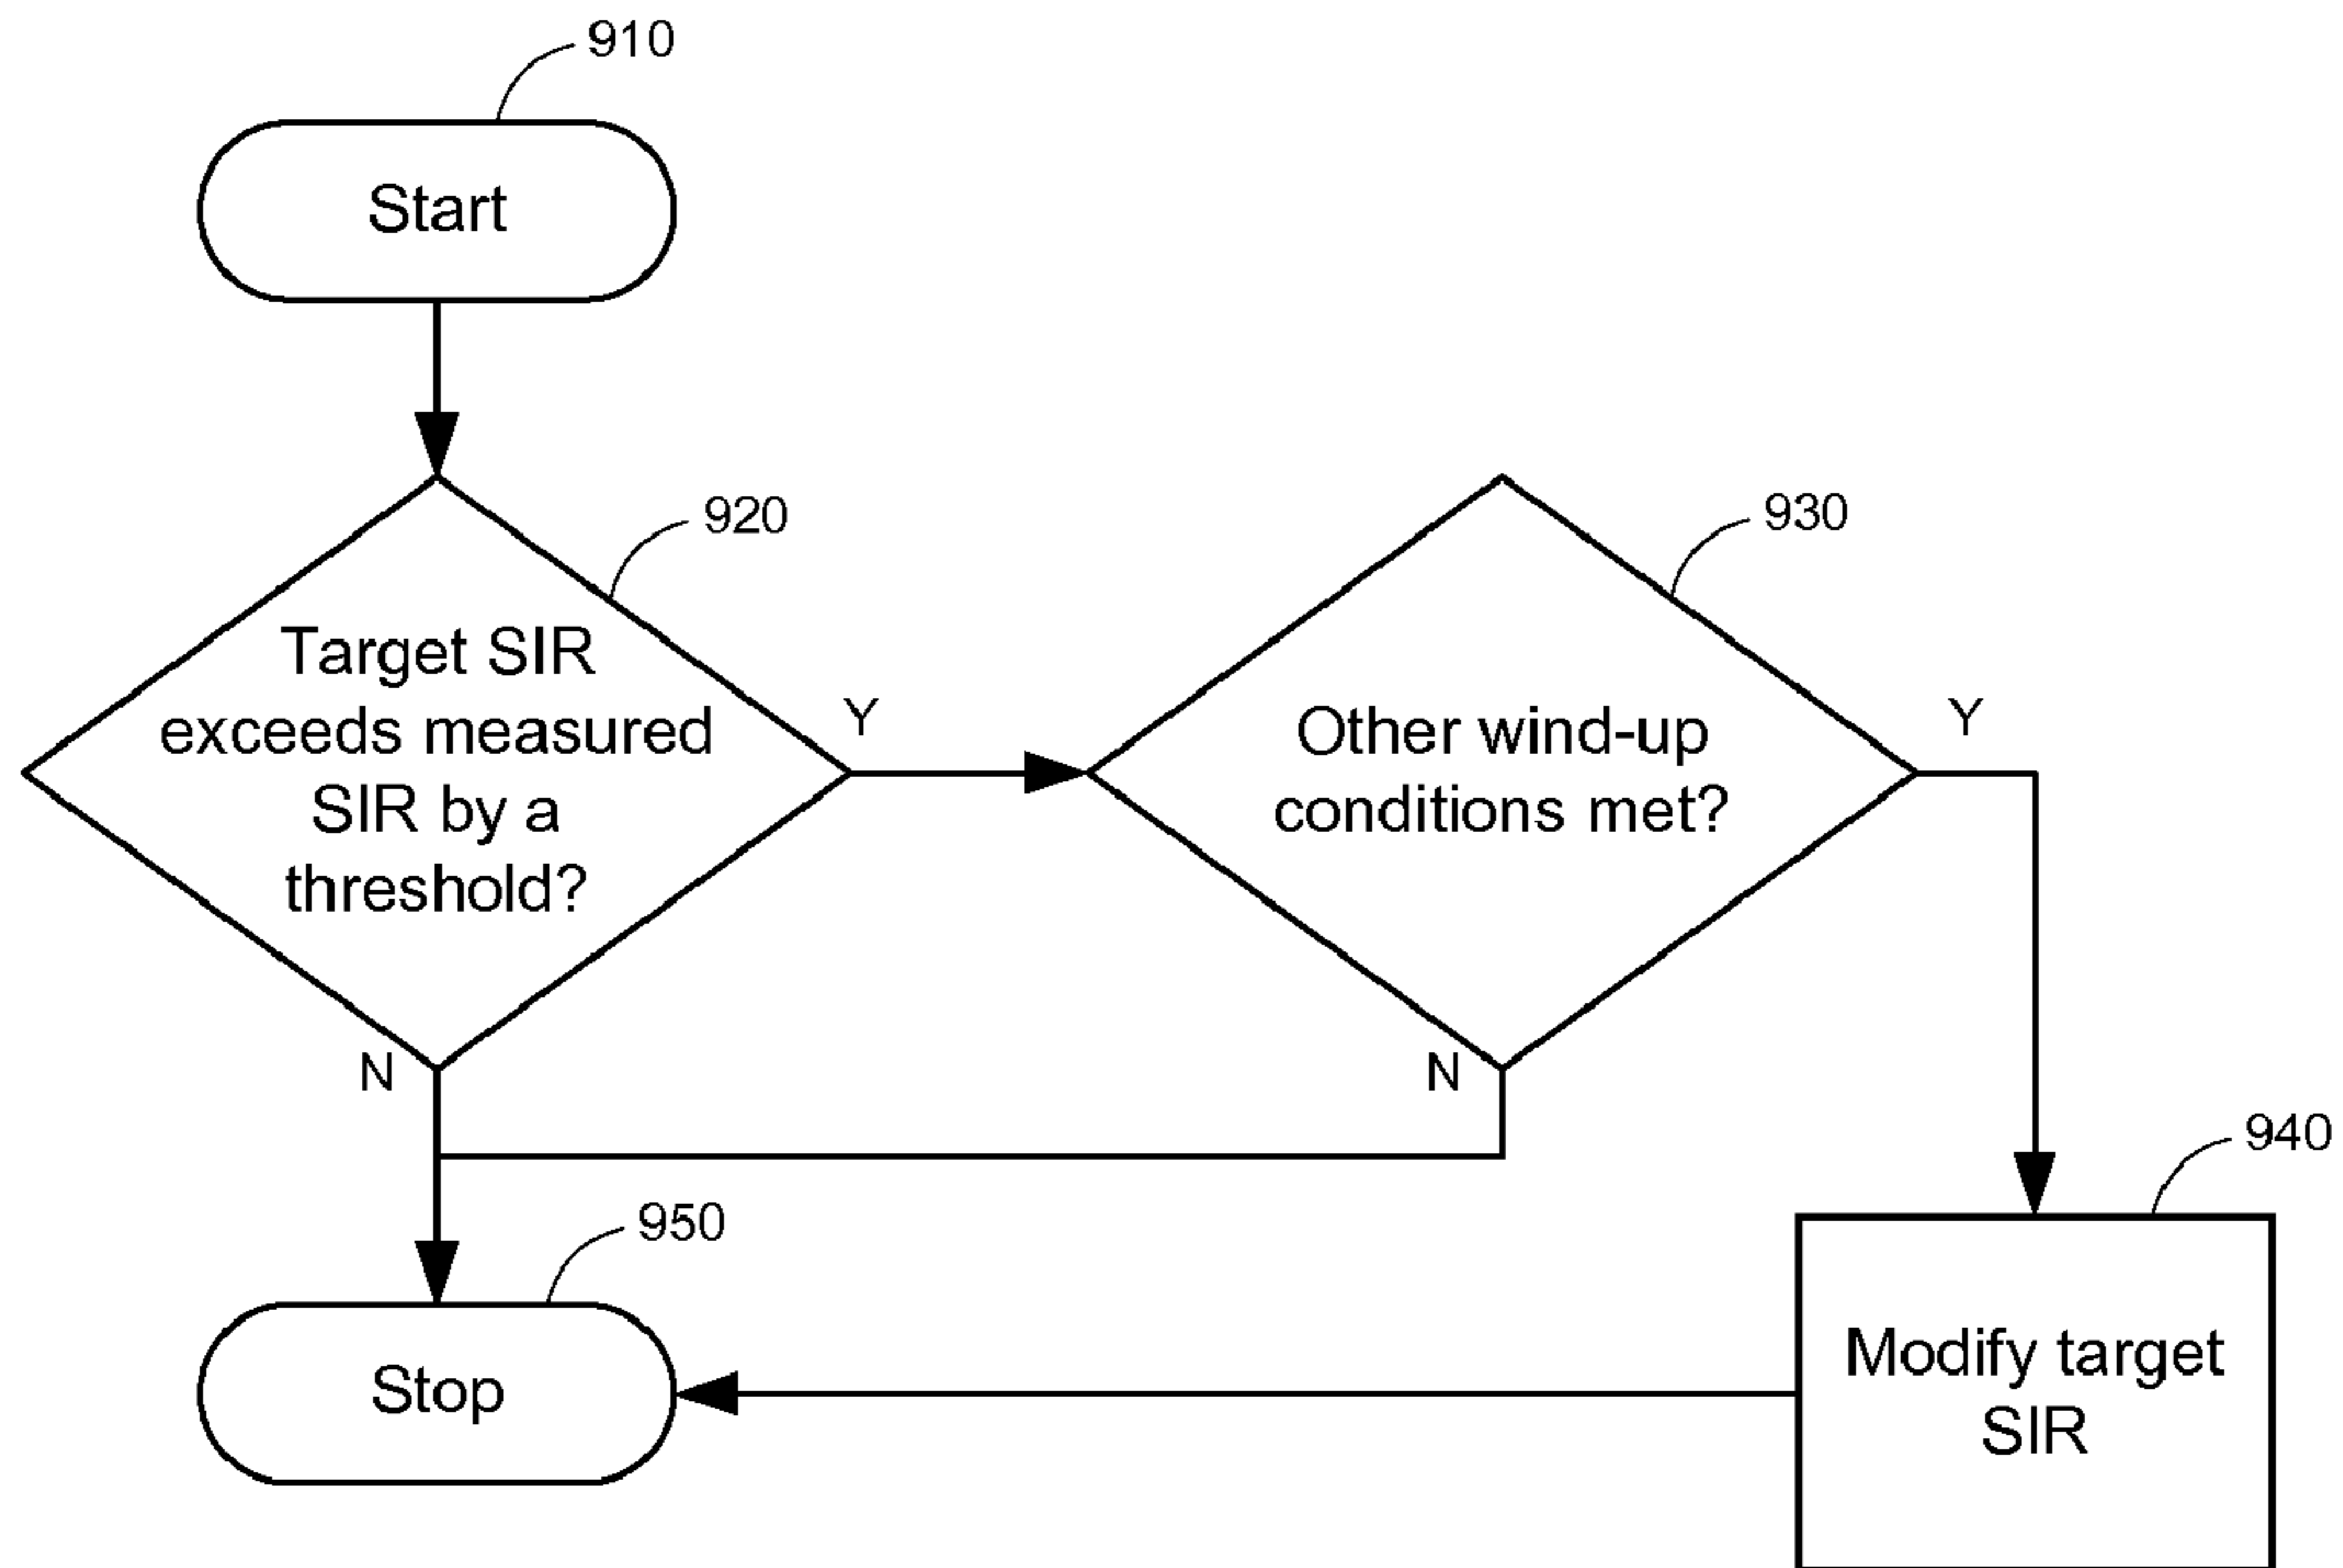 910
Start
920
Target SIR
exceeds measured
SIR by a
threshold?
Y
N
930
Other wind-up
conditions met?
Y
N
940
Modify target
SIR
950
Stop